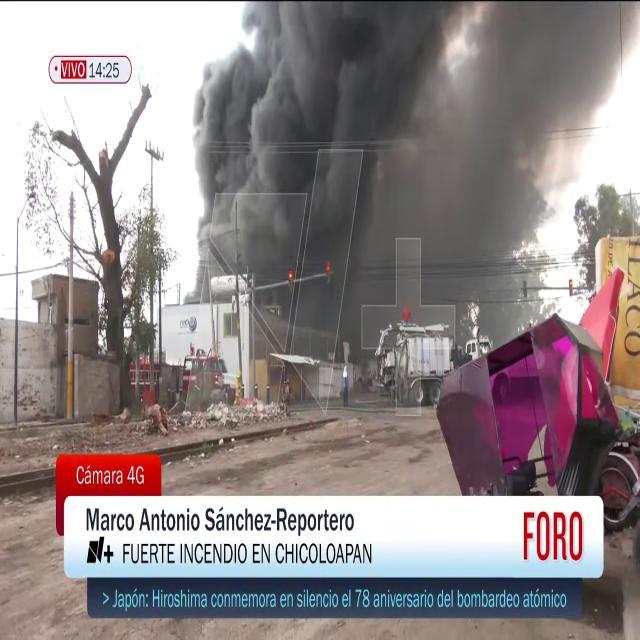 VIVO 14:25
LACO
Cámara 4G
Marco Antonio Sánchez-Reportero
N+ FUERTE INCENDIO EN CHICOLOAPAN
FORO
> Japón: Hiroshima conmemora en silencio el 78 aniversario del bombardeo atómico